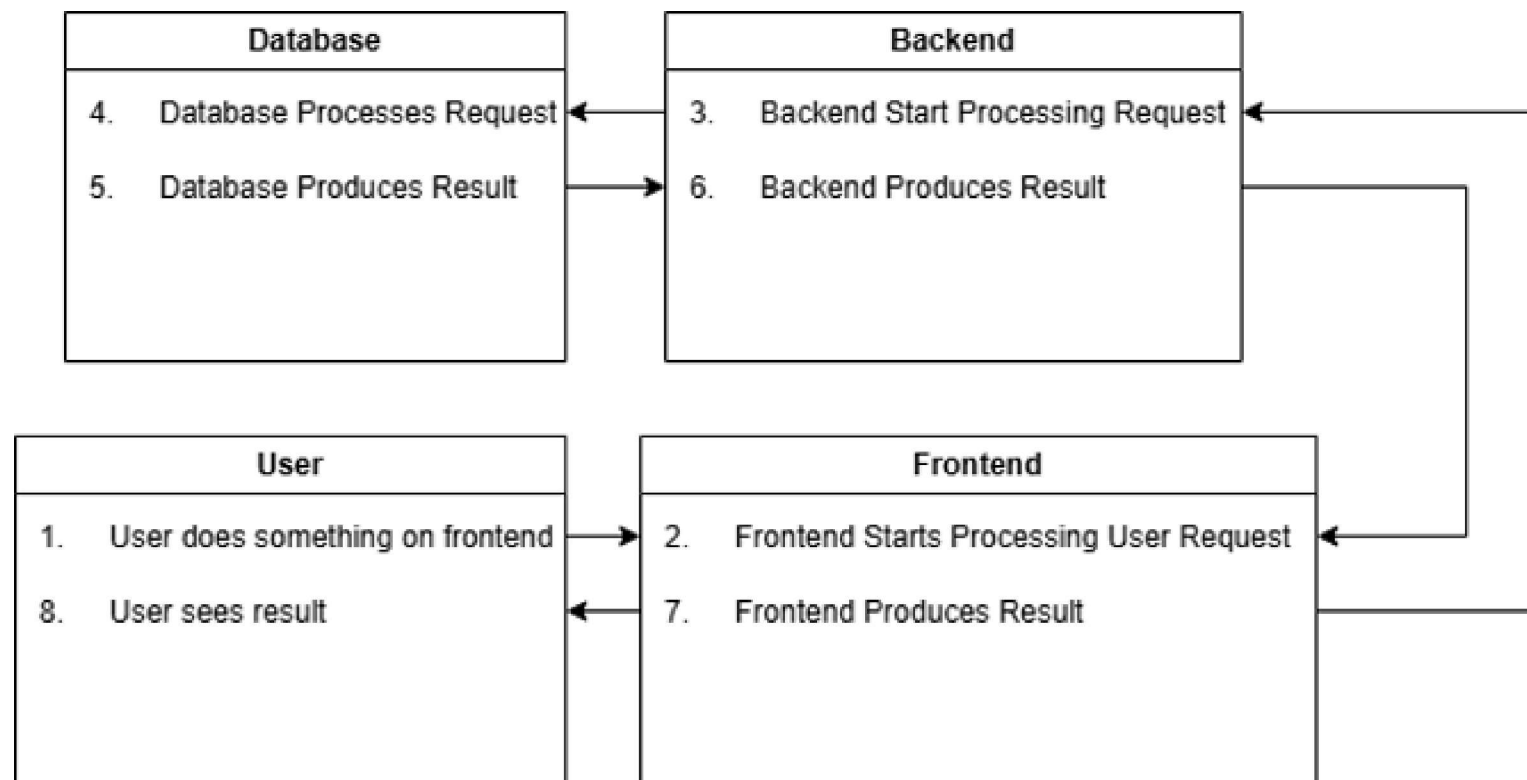 Database
4. Database Processes Request
5. Database Produces Result
Backend
3. Backend Start Processing Request
6. Backend Produces Result
User
1. User does something on frontend
8. User sees result
Frontend
2. Frontend Starts Processing User Request
7. Frontend Produces Result